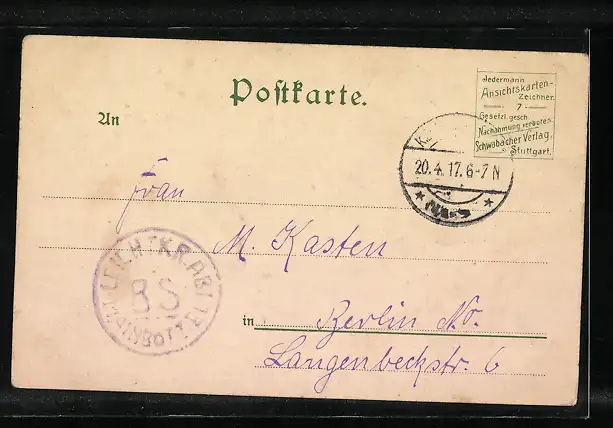 Postkarte.
Jedermann
Ansichtskarten-
Zeichner.
7
Gesetzl. gesch.
Nachahmung verboten.
Schwabacher Verlag,
Stuttgart.
An
20.4.17.6-7N
Frau
M. Kasten
B.S
in Berlin No.
Langenbeckstr. 6